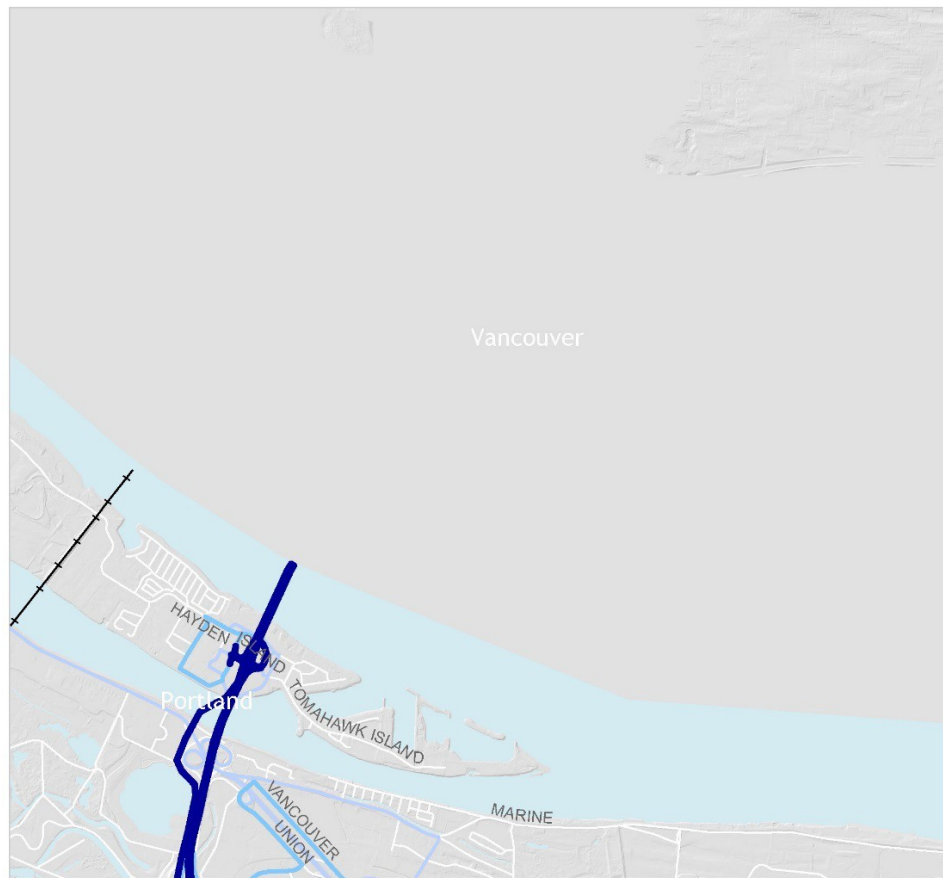 Vancouver
HAYDEN ISLAND
Portland
TOMAHAWK ISLAND
VANCOUVER
UNION
MARINE